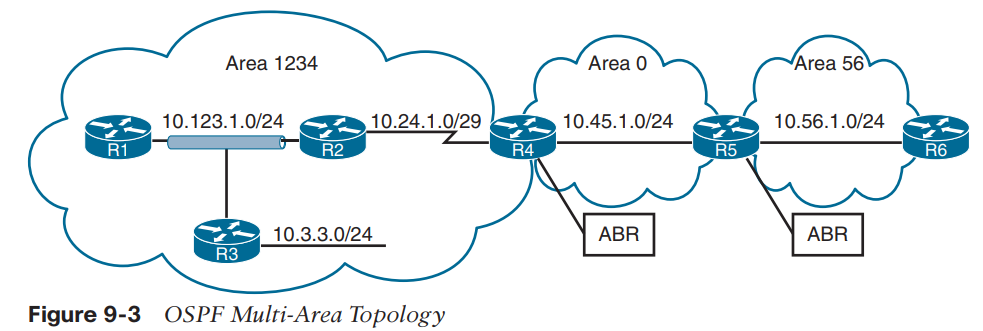 Area 1234
Area 0
Area 56
10.123.1.0/24
10.24.1.0/29
10.45.1.0/24
10.56.1.0/24
R1
R2
R4
R5
R6
R3
10.3.3.0/24
ABR
ABR
Figure 9-3 OSPF Multi-Area Topology